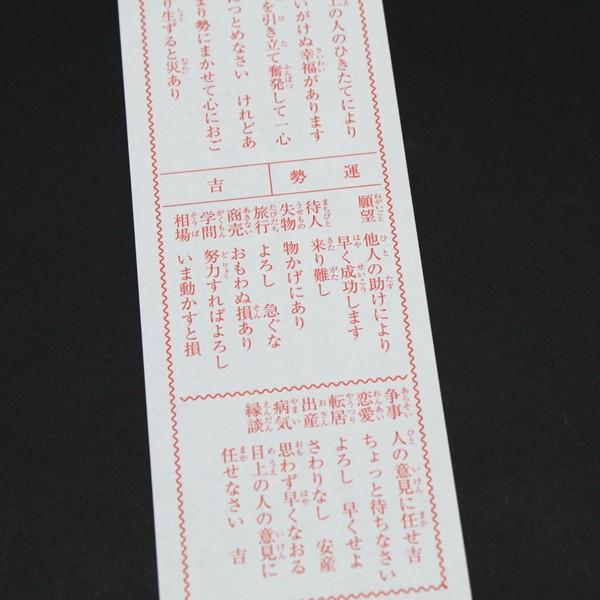 上の人のひきたてにより
いがけぬ幸福があります
を引き立て奮発して一心
につとめなさい けれどあ
まり勢にまかせて心におご
り生ずると災あり
運勢 吉
願望 他人の助けにより
早く成功します
待人 来り難し
失物 物かげにあり
旅行 よろし 急ぐな
商売 おもわぬ損あり
学問 努力すればよろし
相場 いま動かすと損
争事 人の意見に任せ吉
恋愛 ちょっと待ちなさい
転居 よろし 早くせよ
出産 さわりなし 安産
病気 思わず早くなおる
縁談 目上の人の意見に
任せなさい 吉